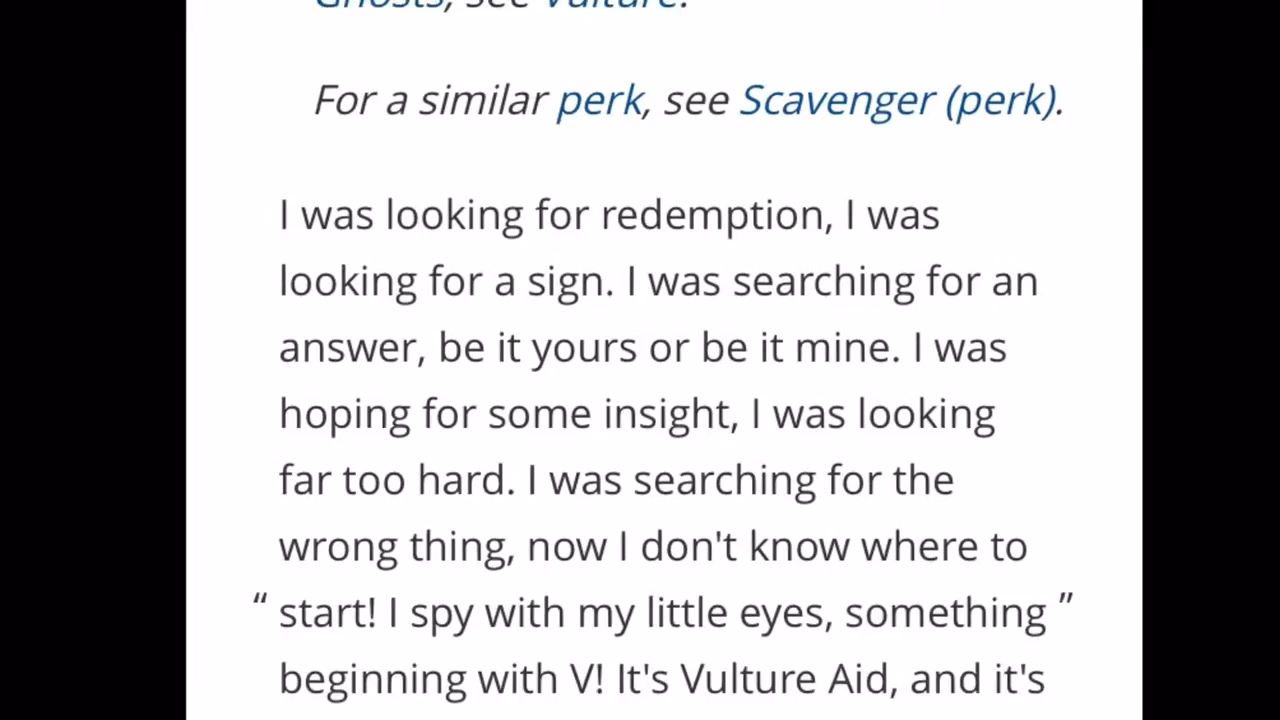 Ghosts, see Vulture.
For a similar perk, see Scavenger (perk).
I was looking for redemption, I was
looking for a sign. I was searching for an
answer, be it yours or be it mine. I was
hoping for some insight, I was looking
far too hard. I was searching for the
wrong thing, now I don't know where to
“ start! I spy with my little eyes, something ”
beginning with V! It's Vulture Aid, and it's